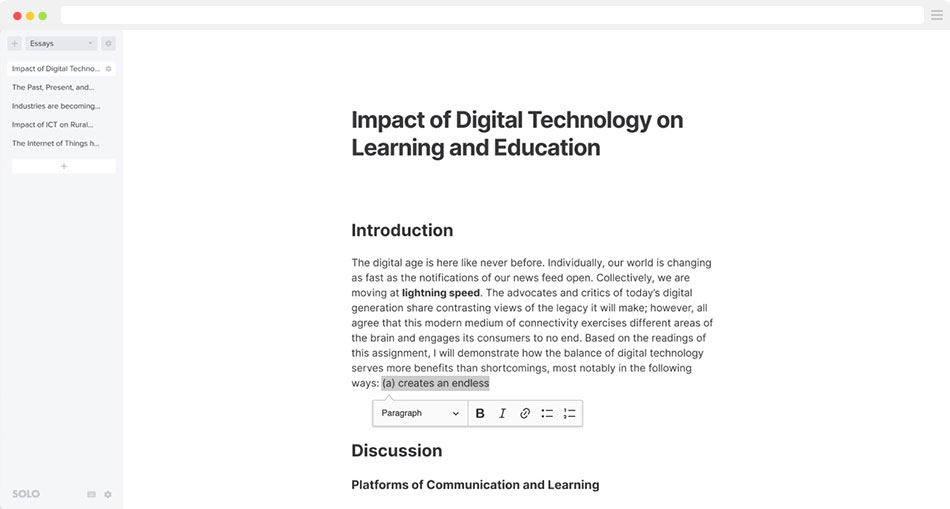 Essays
Impact of Digital Techno...
The Past, Present, and...
Industries are becoming...
Impact of ICT on Rural...
The Internet of Things h...
SOLO
Impact of Digital Technology on
Learning and Education
Introduction
The digital age is here like never before. Individually, our world is changing
as fast as the notifications of our news feed open. Collectively, we are
moving at lightning speed. The advocates and critics of today's digital
generation share contrasting views of the legacy it will make; however, all
agree that this modern medium of connectivity exercises different areas of
the brain and engages its consumers to no end. Based on the readings of
this assignment, I will demonstrate how the balance of digital technology
serves more benefits than shortcomings, most notably in the following
ways: (a) creates an endless
Paragraph B I
Discussion
Platforms of Communication and Learning